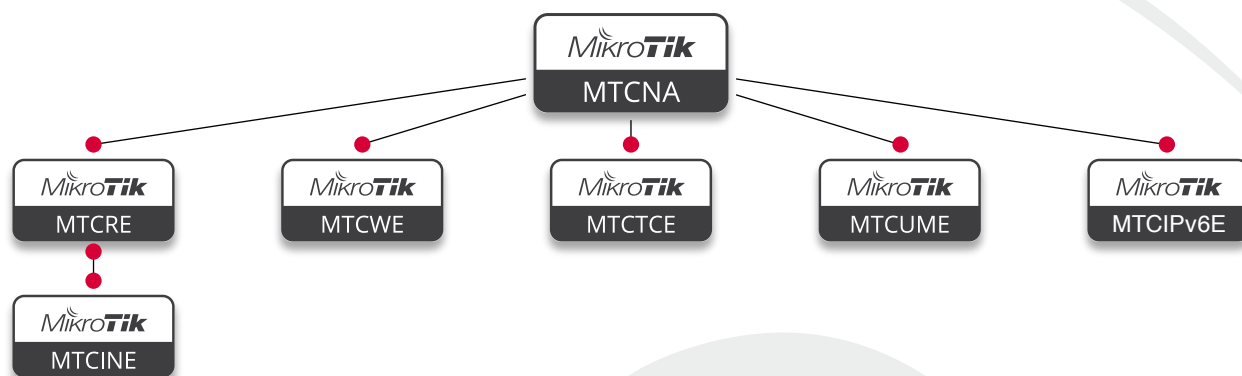 MikroTik
MTCNA
MikroTik
MTCRE
MikroTik
MTCWE
MikroTik
MTCTCE
MikroTik
MTCUME
MikroTik
MTCIPv6E
MikroTik
MTCINE